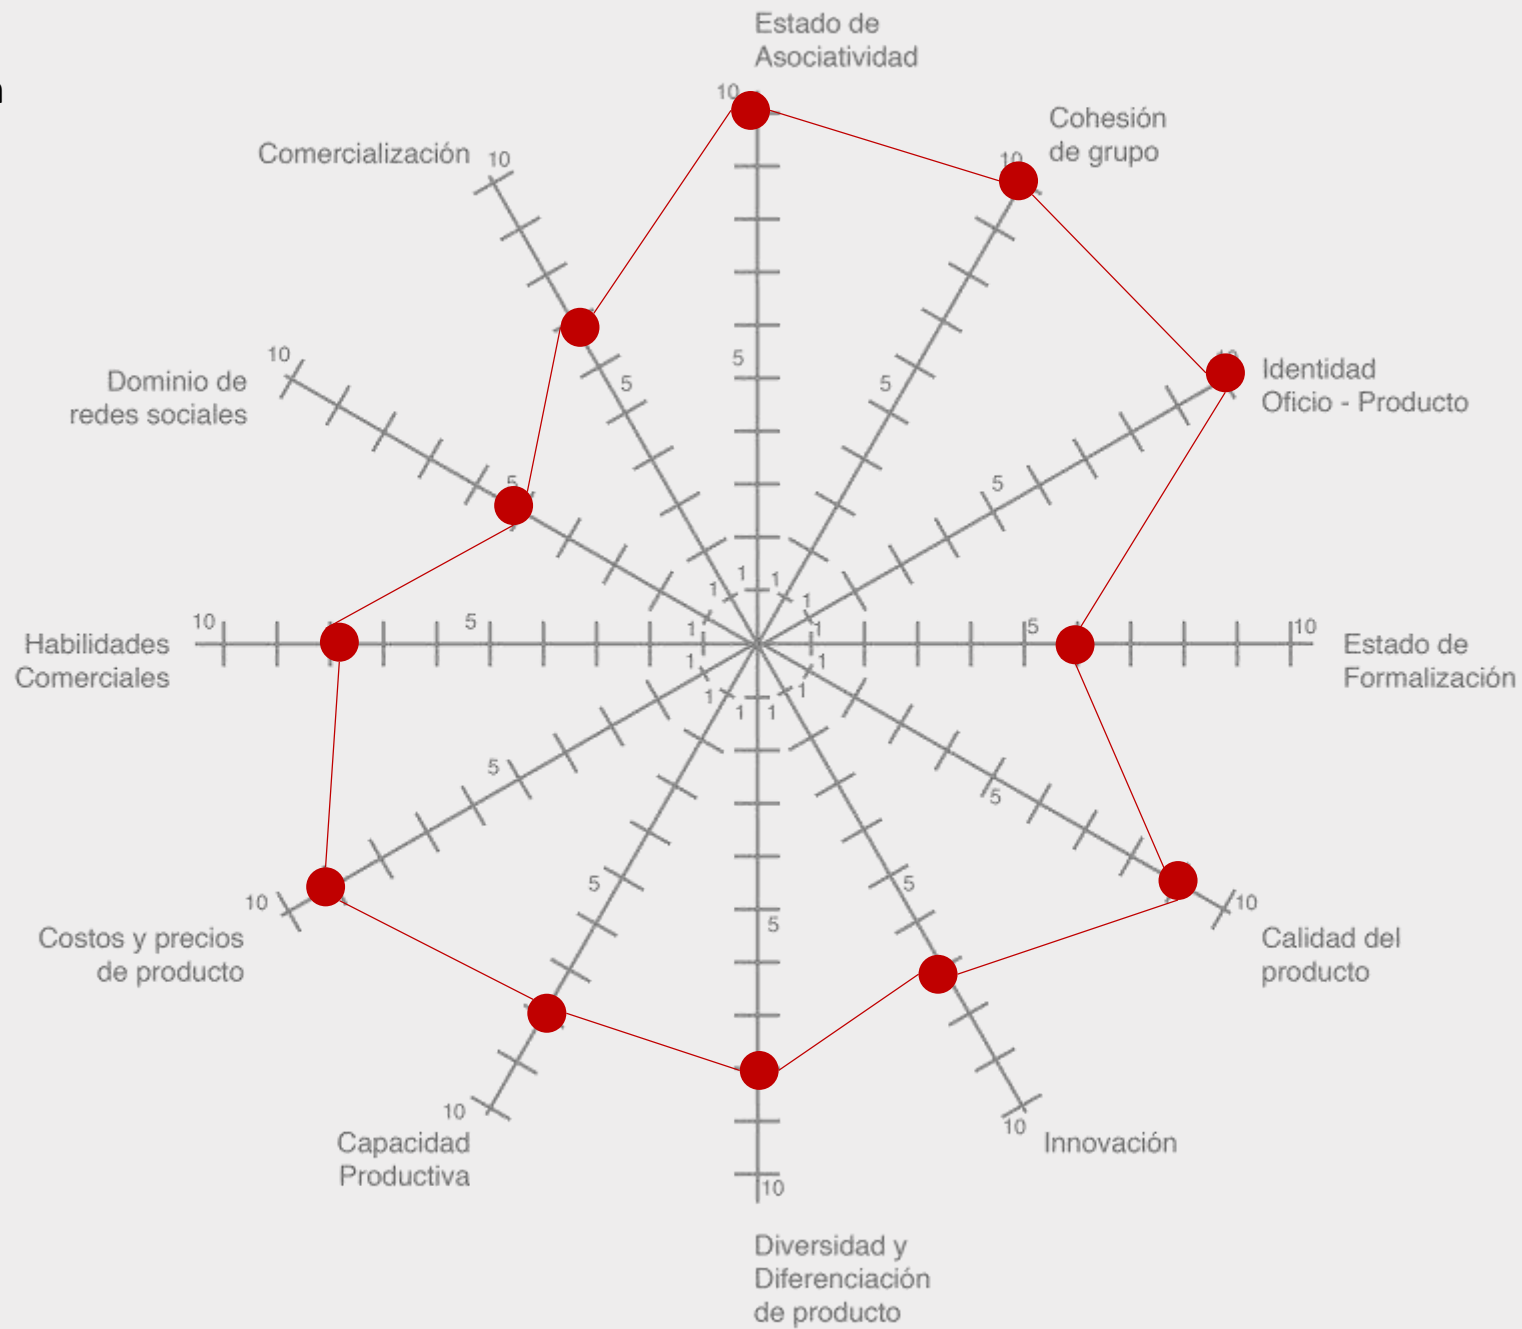 Estado de
Asociatividad
10
Cohesión
de grupo
10
Comercialización 10
Identidad
Oficio - Producto
5
5
5
5
Dominio de
redes sociales
10
5
Habilidades
Comerciales
10
5
1
1
1
1
1
1
1
1
1
1
1
1
5
10
Estado de
Formalización
5
5
5
5
5
10
Costos y precios
de producto
10
Calidad del
producto
10
Capacidad
Productiva
10
Innovación
10
Diversidad y
Diferenciación
de producto